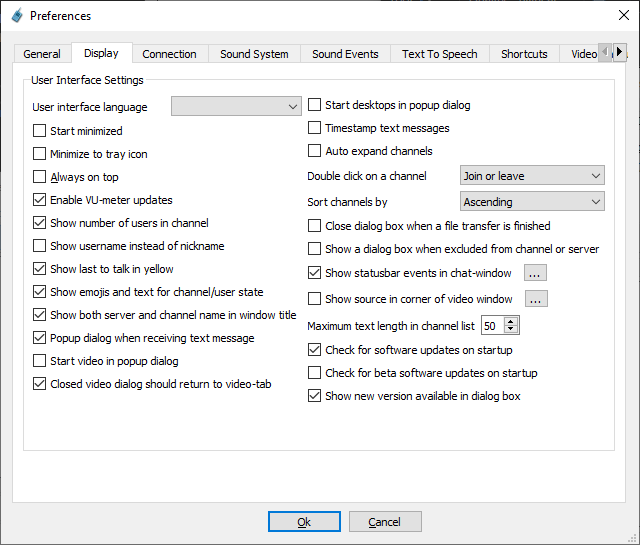 Preferences
General Display Connection Sound System Sound Events Text To Speech Shortcuts Video
User Interface Settings
User interface language
Start minimized
Minimize to tray icon
Always on top
Enable VU-meter updates
Show number of users in channel
Show username instead of nickname
Show last to talk in yellow
Show emojis and text for channel/user state
Show both server and channel name in window title
Popup dialog when receiving text message
Start video in popup dialog
Closed video dialog should return to video-tab
Start desktops in popup dialog
Timestamp text messages
Auto expand channels
Double click on a channel Join or leave
Sort channels by Ascending
Close dialog box when a file transfer is finished
Show a dialog box when excluded from channel or server
Show statusbar events in chat-window ...
Show source in corner of video window ...
Maximum text length in channel list 50
Check for software updates on startup
Check for beta software updates on startup
Show new version available in dialog box
Ok Cancel